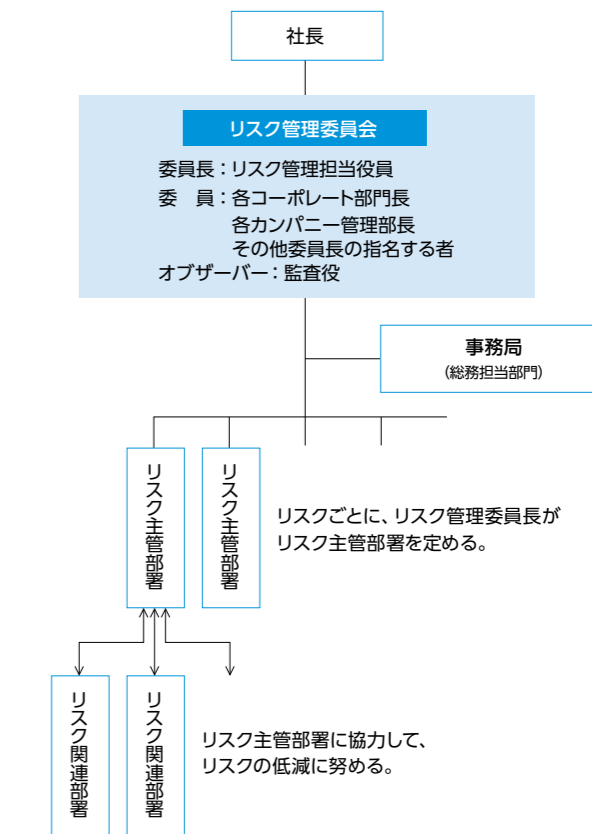 社長
リスク管理委員会
委員長：リスク管理担当役員
委　員：各コーポレート部門長
各カンパニー管理部長
その他委員長の指名する者
オブザーバー：監査役
事務局
（総務担当部門）
リスク主管部署
リスク主管部署
リスクごとに、リスク管理委員長が
リスク主管部署を定める。
リスク関連部署
リスク関連部署
リスク主管部署に協力して、
リスクの低減に努める。